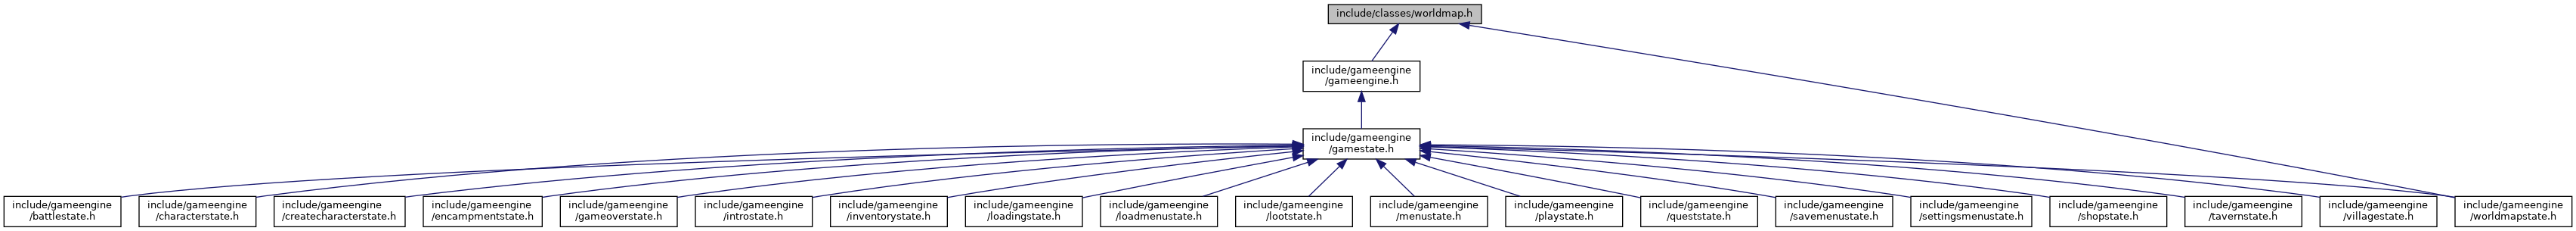 include/classes/worldmap.h
include/gameengine
/gameengine.h
include/gameengine
/gamestate.h
include/gameengine
/battlestate.h
include/gameengine
/characterstate.h
include/gameengine
/createcharacterstate.h
include/gameengine
/encampmentstate.h
include/gameengine
/gameoverstate.h
include/gameengine
/introstate.h
include/gameengine
/inventorystate.h
include/gameengine
/loadingstate.h
include/gameengine
/loadmenustate.h
include/gameengine
/lootstate.h
include/gameengine
/menustate.h
include/gameengine
/playstate.h
include/gameengine
/queststate.h
include/gameengine
/savemenustate.h
include/gameengine
/settingsmenustate.h
include/gameengine
/shopstate.h
include/gameengine
/tavernstate.h
include/gameengine
/villagestate.h
include/gameengine
/worldmapstate.h